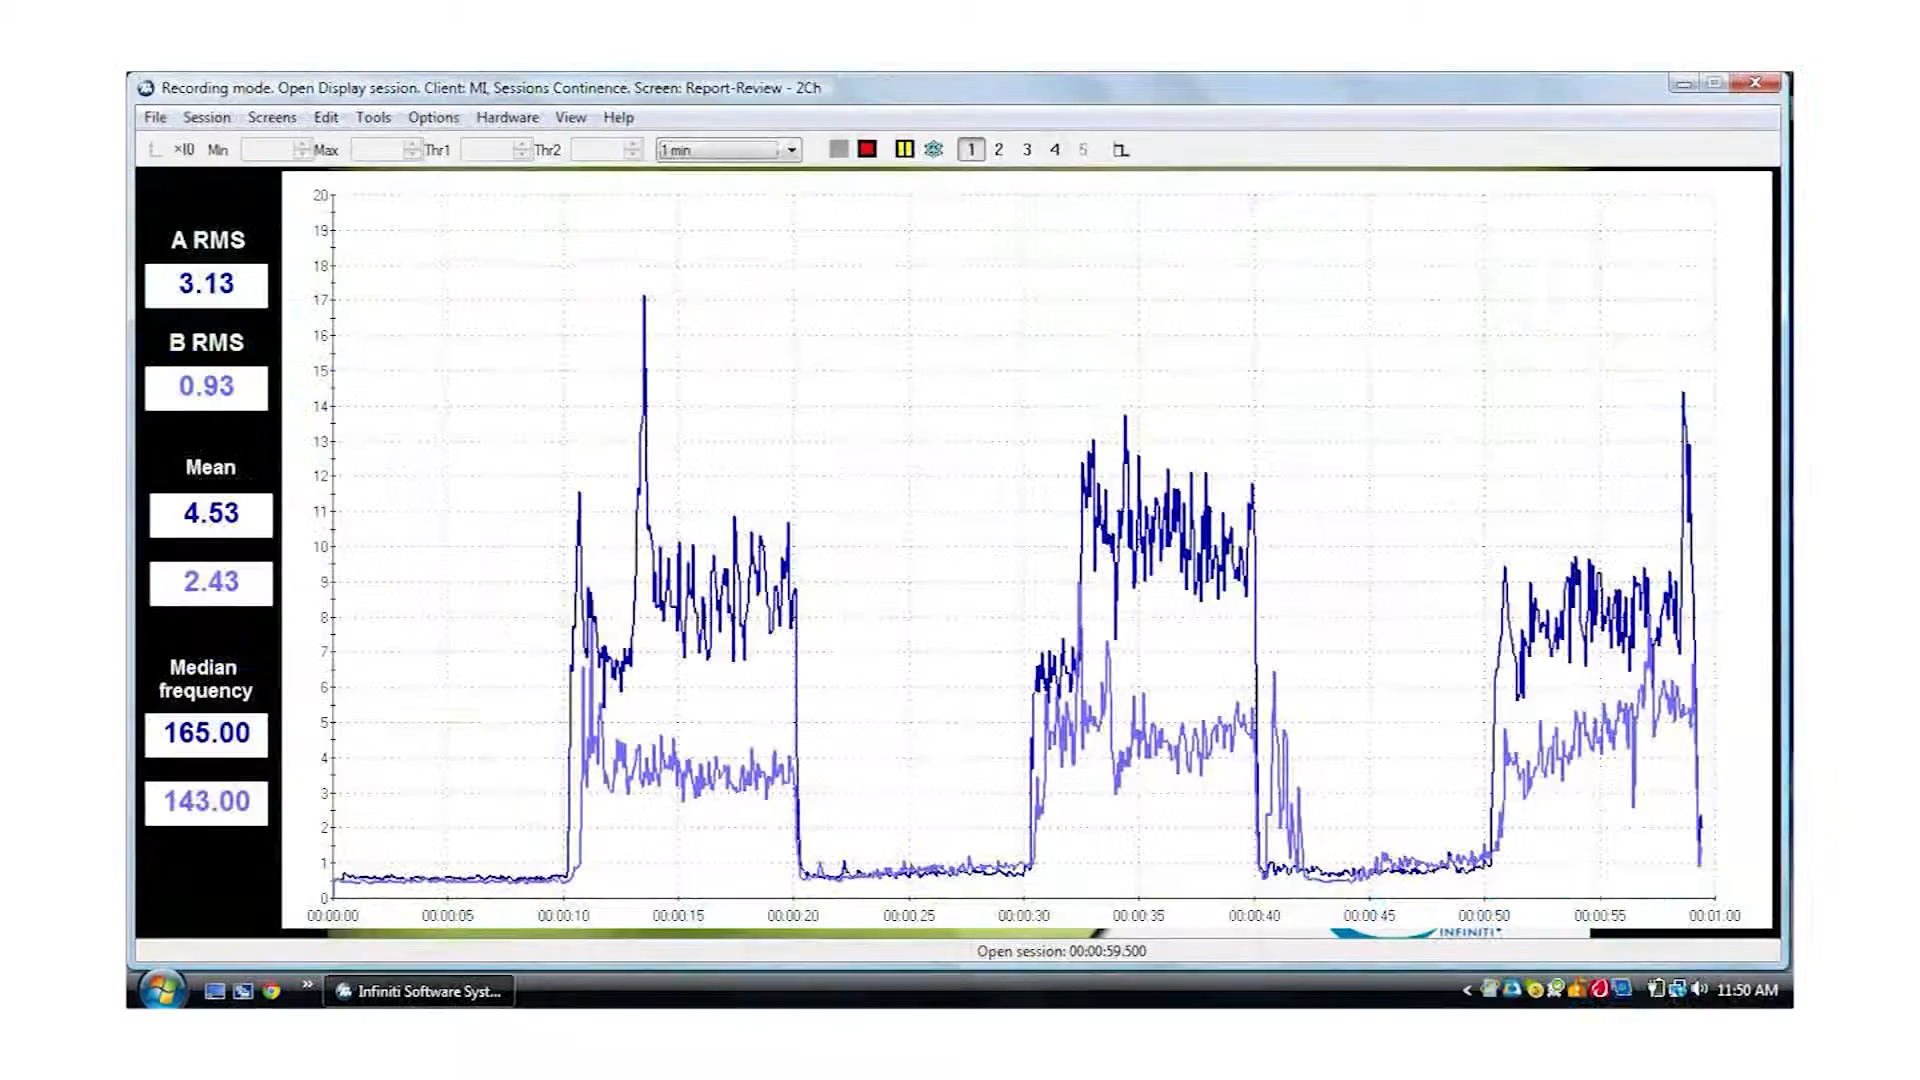 Recording mode. Open Display session. Client: MI, Sessions Continence. Screen: Report-Review - 2Ch
File Session Screens Edit Tools Options Hardware View Help
×10 Min Max Thr1 Thr2 1 min 1 2 3 4 5
A RMS
3.13
B RMS
0.93
Mean
4.53
2.43
Median
frequency
165.00
143.00
20
19
18
17
16
15
14
13
12
11
10
9
8
7
6
5
4
3
2
1
0
00:00:00 00:00:05 00:00:10 00:00:15 00:00:20 00:00:25 00:00:30 00:00:35 00:00:40 00:00:45 00:00:50 00:00:55 00:01:00
INFINITI
Open session: 00:00:59.500
Infiniti Software Syst...
11:50 AM